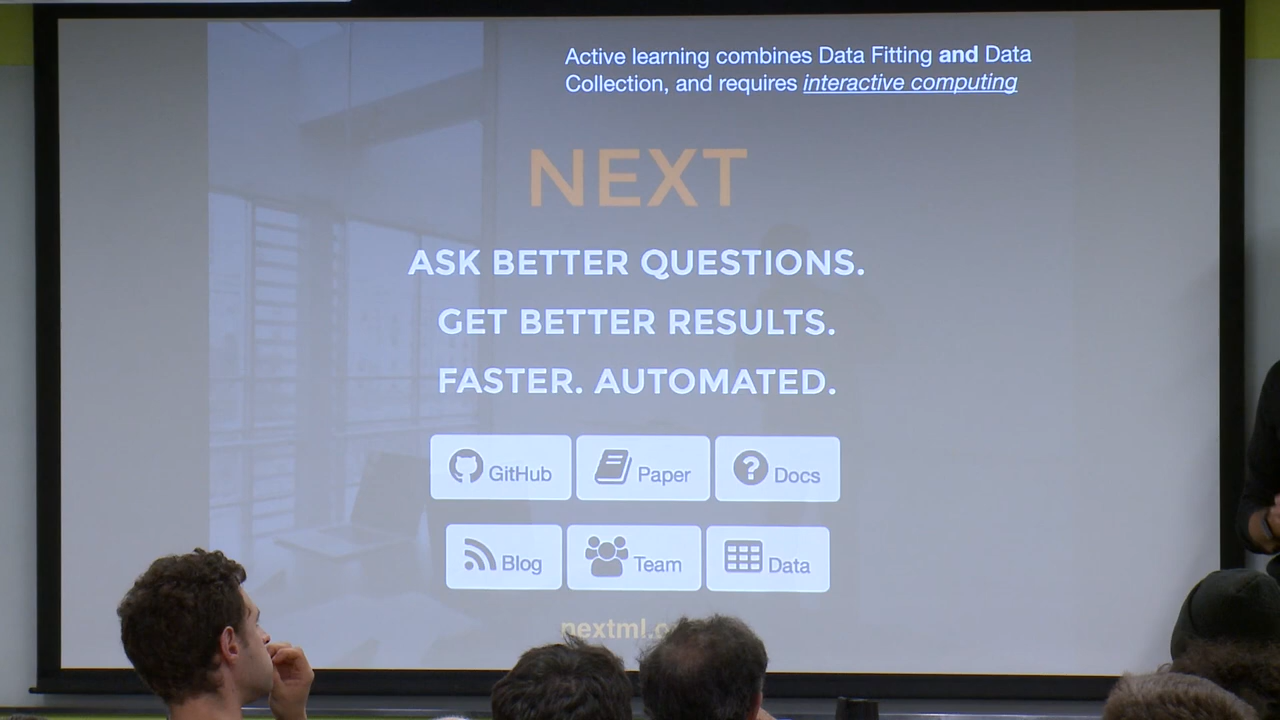 Active learning combines Data Fitting and Data
Collection, and requires interactive computing
NEXT
ASK BETTER QUESTIONS.
GET BETTER RESULTS.
FASTER. AUTOMATED.
GitHub
Paper
Docs
Blog
Team
Data